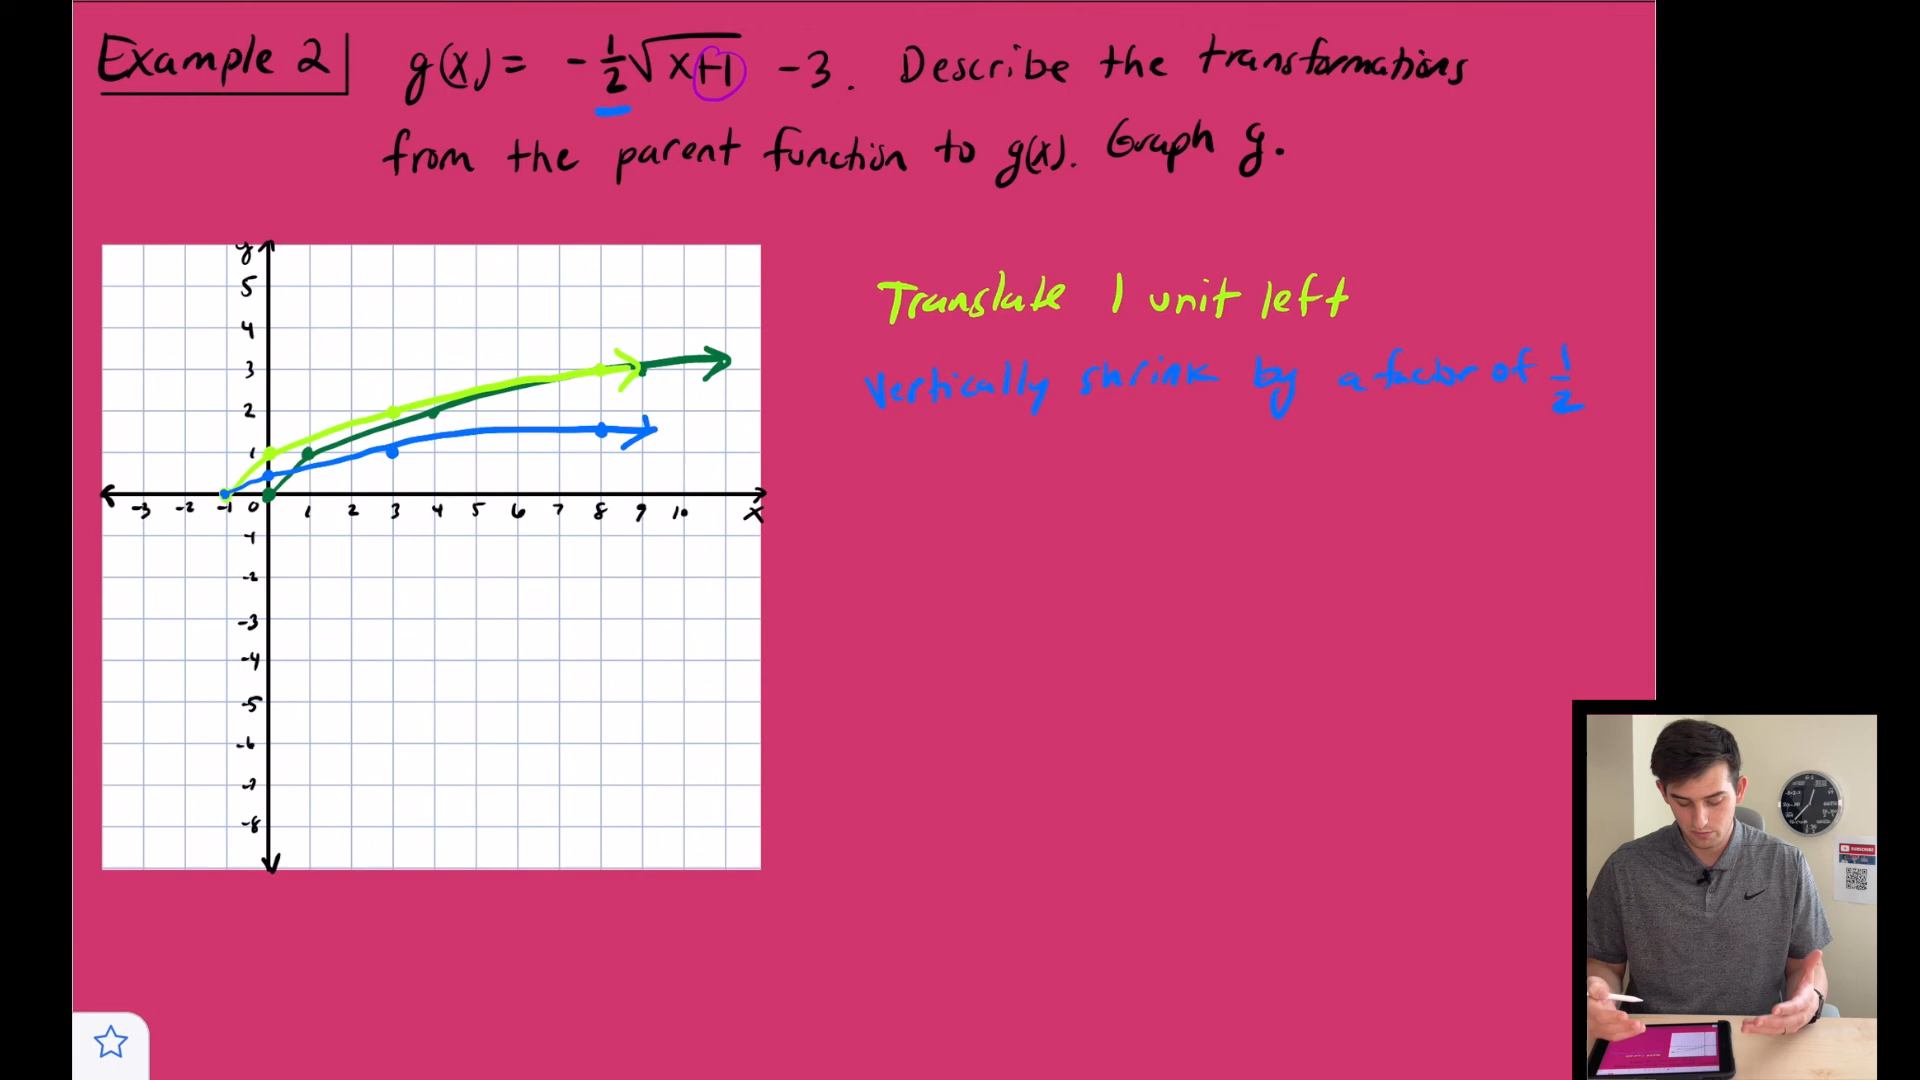 Example 2 g(x) = -1/2√(x+1) - 3. Describe the transformations
from the parent function to g(x). Graph g.
Translate 1 unit left
Vertically shrink by a factor of 1/2
y
5
4
3
2
1
-3 -2 -1 0 1 2 3 4 5 6 7 8 9 10 x
-1
-2
-3
-4
-5
-6
-7
-8
SUBSCRIBE